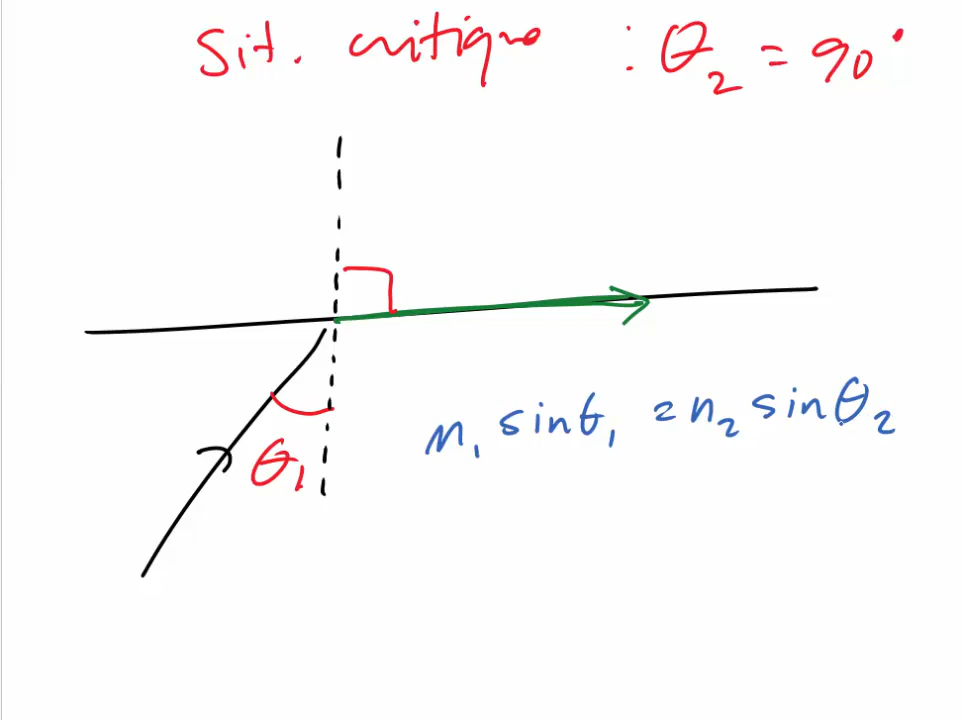 Sit. critique : θ₂ = 90°
n₁ sinθ₁ = n₂ sinθ₂
θ₁